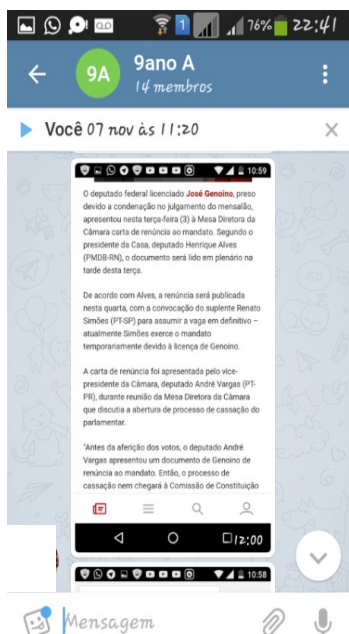 76% 22:41
9A 9ano A
14 membros
Você 07 nov às 11:20
10:59
O deputado federal licenciado José Genoino, preso
devido a condenação no julgamento do mensalão,
apresentou nesta terça-feira (3) à Mesa Diretora da
Câmara carta de renúncia ao mandato. Segundo o
presidente da Casa, deputado Henrique Alves
(PMDB-RN), o documento será lido em plenário na
tarde desta terça.
De acordo com Alves, a renúncia será publicada
nesta quarta, com a convocação do suplente Renato
Simões (PT-SP) para assumir a vaga em definitivo –
atualmente Simões exerce o mandato
temporariamente devido à licença de Genoino.
A carta de renúncia foi apresentada pelo vice-
presidente da Câmara, deputado André Vargas (PT-
PR), durante reunião da Mesa Diretora da Câmara
que discutia a abertura de processo de cassação do
parlamentar.
"Antes da aferição dos votos, o deputado André
Vargas apresentou um documento de Genoino de
renúncia ao mandato. Então, o processo de
cassação nem chegará à Comissão de Constituição
12:00
10:58
Mensagem